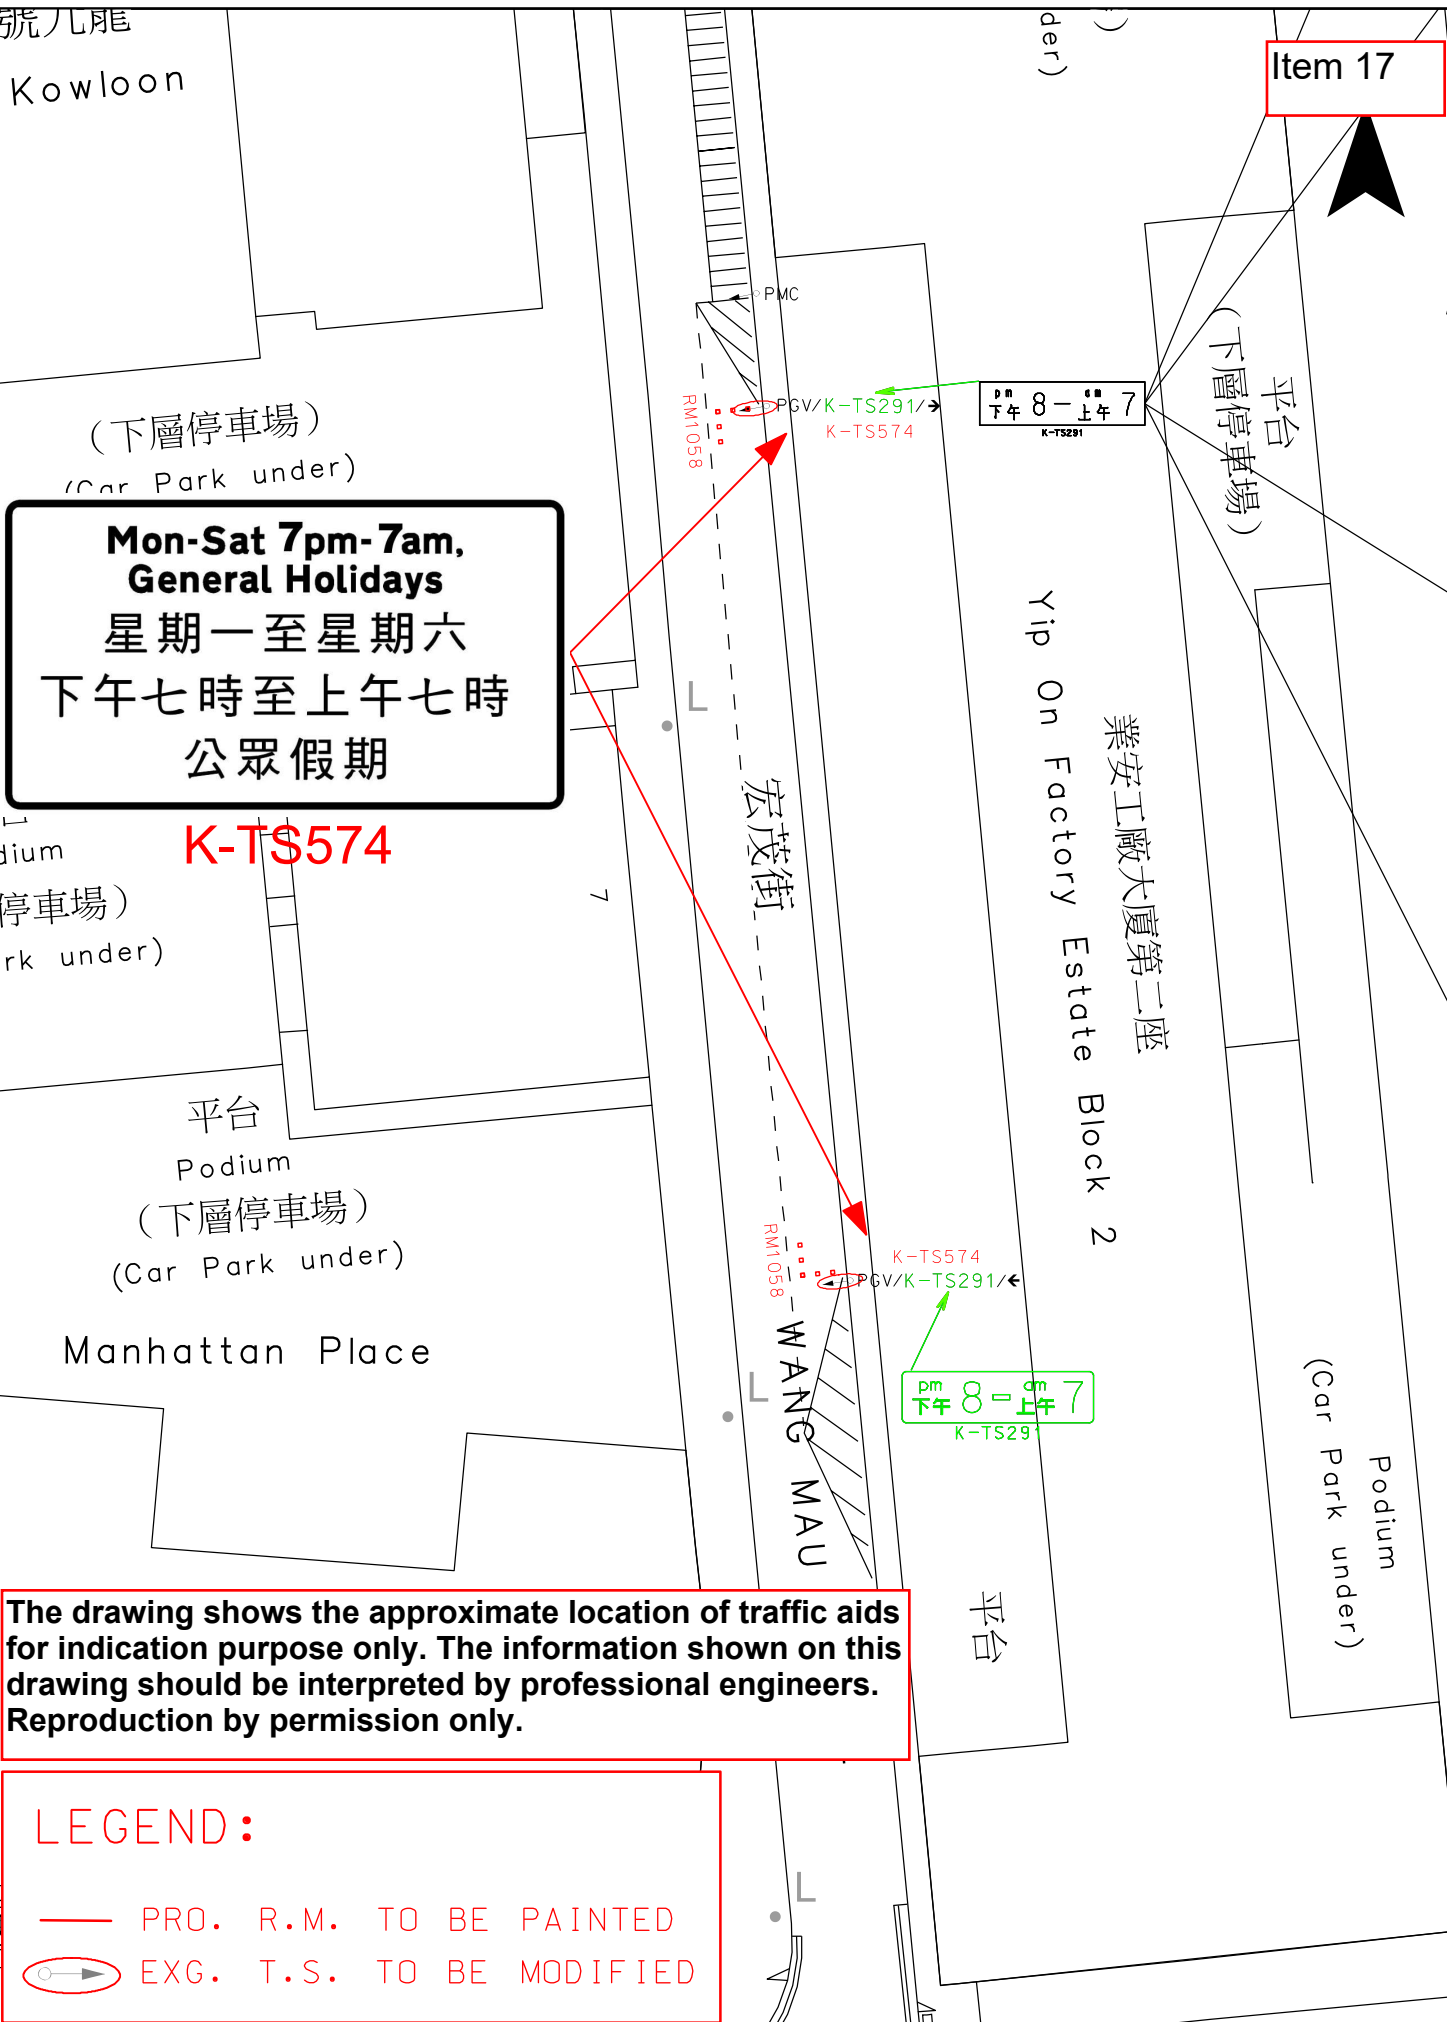 號九龍
Kowloon
der)
Item 17
PMC
PGV/K-TS291/→
K-TS574
RM1058
pm am
下午 8 - 上午 7
K-TS291
平台
(下層停車場)
(下層停車場)
(Car Park under)
Mon-Sat 7pm-7am,
General Holidays
星期一至星期六
下午七時至上午七時
公眾假期
K-TS574
dium
停車場)
rk under)
7
L
宏茂街
Yip On Factory Estate Block 2
業安工廠大廈第二座
平台
Podium
(下層停車場)
(Car Park under)
Manhattan Place
RM1058
K-TS574
PGV/K-TS291/←
pm am
下午 8 - 上午 7
K-TS291
L
WANG MAU
平台
Podium
(Car Park under)
The drawing shows the approximate location of traffic aids
for indication purpose only. The information shown on this
drawing should be interpreted by professional engineers.
Reproduction by permission only.
L
LEGEND:
PRO. R.M. TO BE PAINTED
EXG. T.S. TO BE MODIFIED